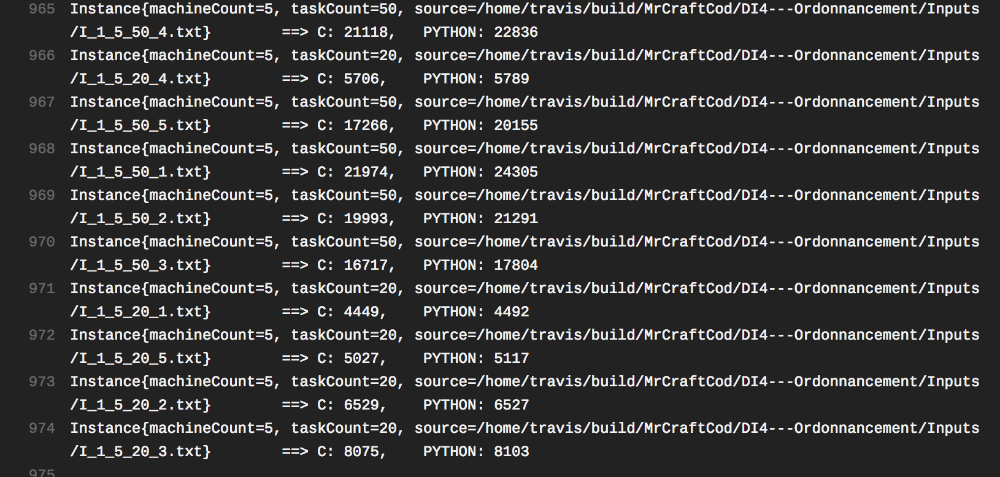 965 Instance{machineCount=5, taskCount=50, source=/home/travis/build/MrCraftCod/DI4---Ordonnancement/Inputs
/I_1_5_50_4.txt} ==> C: 21118, PYTHON: 22836
966 Instance{machineCount=5, taskCount=20, source=/home/travis/build/MrCraftCod/DI4---Ordonnancement/Inputs
/I_1_5_20_4.txt} ==> C: 5706, PYTHON: 5789
967 Instance{machineCount=5, taskCount=50, source=/home/travis/build/MrCraftCod/DI4---Ordonnancement/Inputs
/I_1_5_50_5.txt} ==> C: 17266, PYTHON: 20155
968 Instance{machineCount=5, taskCount=50, source=/home/travis/build/MrCraftCod/DI4---Ordonnancement/Inputs
/I_1_5_50_1.txt} ==> C: 21974, PYTHON: 24305
969 Instance{machineCount=5, taskCount=50, source=/home/travis/build/MrCraftCod/DI4---Ordonnancement/Inputs
/I_1_5_50_2.txt} ==> C: 19993, PYTHON: 21291
970 Instance{machineCount=5, taskCount=50, source=/home/travis/build/MrCraftCod/DI4---Ordonnancement/Inputs
/I_1_5_50_3.txt} ==> C: 16717, PYTHON: 17804
971 Instance{machineCount=5, taskCount=20, source=/home/travis/build/MrCraftCod/DI4---Ordonnancement/Inputs
/I_1_5_20_1.txt} ==> C: 4449, PYTHON: 4492
972 Instance{machineCount=5, taskCount=20, source=/home/travis/build/MrCraftCod/DI4---Ordonnancement/Inputs
/I_1_5_20_5.txt} ==> C: 5027, PYTHON: 5117
973 Instance{machineCount=5, taskCount=20, source=/home/travis/build/MrCraftCod/DI4---Ordonnancement/Inputs
/I_1_5_20_2.txt} ==> C: 6529, PYTHON: 6527
974 Instance{machineCount=5, taskCount=20, source=/home/travis/build/MrCraftCod/DI4---Ordonnancement/Inputs
/I_1_5_20_3.txt} ==> C: 8075, PYTHON: 8103
975